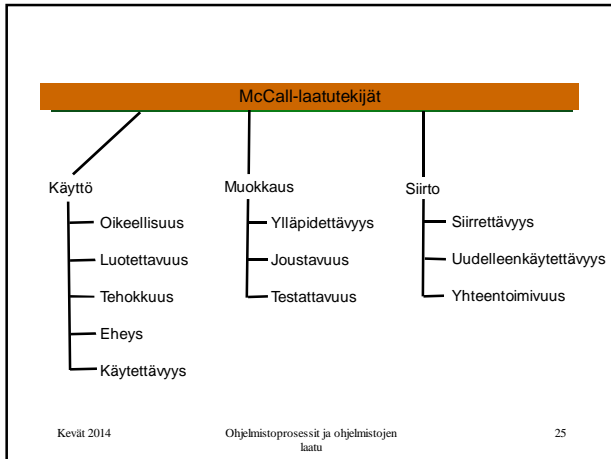 McCall-laatutekijät
Käyttö
Oikeellisuus
Luotettavuus
Tehokkuus
Eheys
Käytettävyys
Muokkaus
Ylläpidettävyys
Joustavuus
Testattavuus
Siirto
Siirrettävyys
Uudelleenkäytettävyys
Yhteentoimivuus
Kevät 2014
Ohjelmistoprosessit ja ohjelmistojen
laatu
25